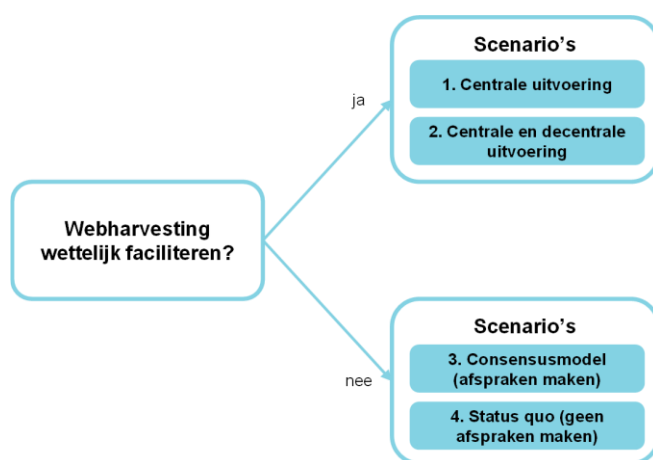 Scenario's
1. Centrale uitvoering
2. Centrale en decentrale
uitvoering
ja
Webharvesting
wettelijk faciliteren?
nee
Scenario's
3. Consensusmodel
(afspraken maken)
4. Status quo (geen
afspraken maken)